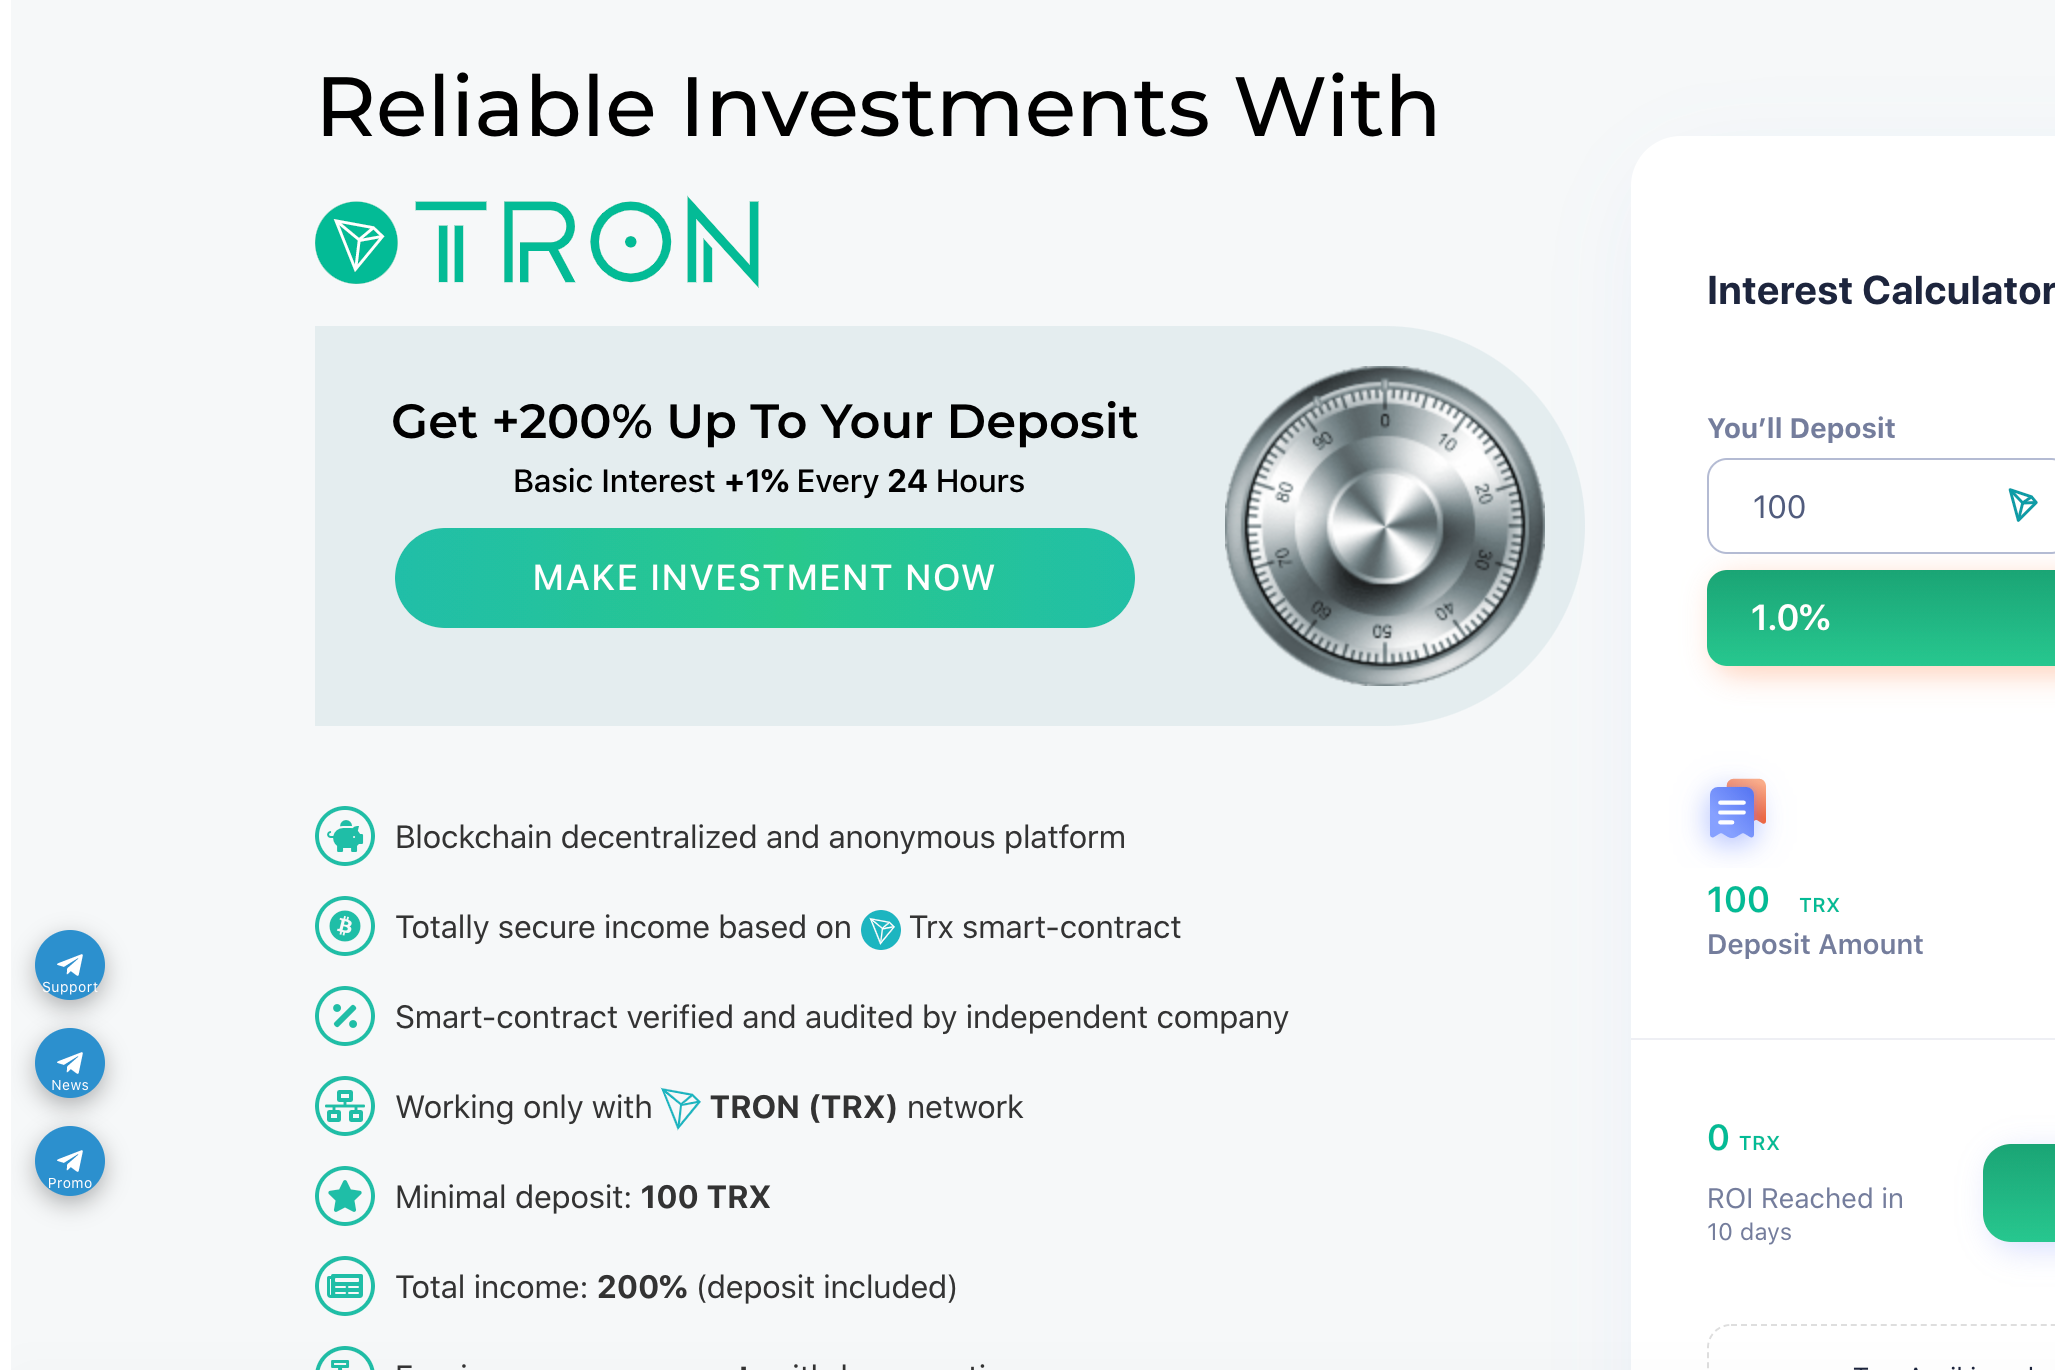 Reliable Investments With
TRON
Get +200% Up To Your Deposit
Basic Interest +1% Every 24 Hours
MAKE INVESTMENT NOW
0
10
20
30
40
50
60
70
80
90
Blockchain decentralized and anonymous platform
Totally secure income based on Trx smart-contract
Smart-contract verified and audited by independent company
Working only with TRON (TRX) network
Minimal deposit: 100 TRX
Total income: 200% (deposit included)
Support
News
Promo
Interest Calculator
You’ll Deposit
100
1.0%
100 TRX
Deposit Amount
0 TRX
ROI Reached in
10 days